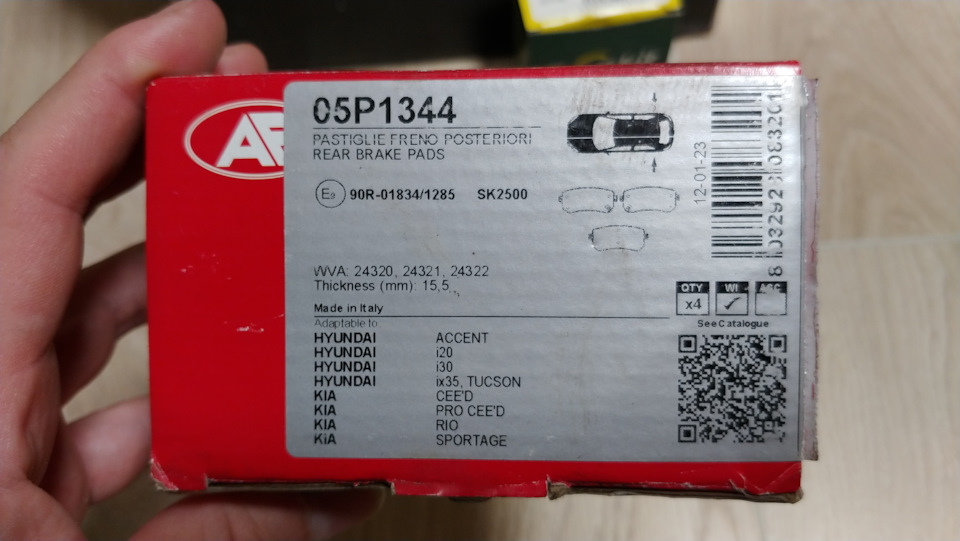 05P1344
PASTIGLIE FRENO POSTERIORI
REAR BRAKE PADS
E9 90R-01834/1285 SK2500
WVA: 24320, 24321, 24322
Thickness (mm): 15,5
Made in Italy
Adaptable to
HYUNDAI ACCENT
HYUNDAI i20
HYUNDAI i30
HYUNDAI ix35, TUCSON
KIA CEE'D
KIA PRO CEE'D
KIA RIO
KIA SPORTAGE
12-01-23
QTY WI
x4
See Catalogue